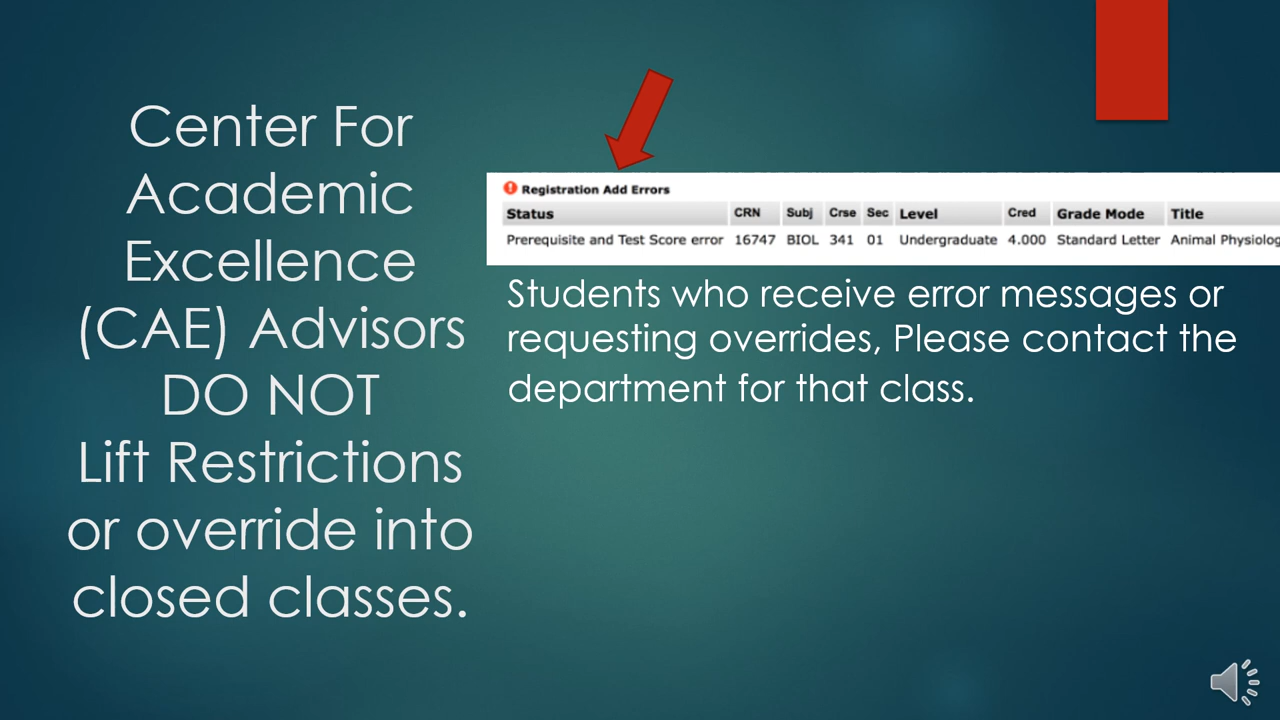 Center For
Academic
Excellence
(CAE) Advisors
DO NOT
Lift Restrictions
or override into
closed classes.
Registration Add Errors
Status CRN Subj Crse Sec Level Cred Grade Mode Title
Prerequisite and Test Score error 16747 BIOL 341 01 Undergraduate 4.000 Standard Letter Animal Physiolog
Students who receive error messages or
requesting overrides, Please contact the
department for that class.